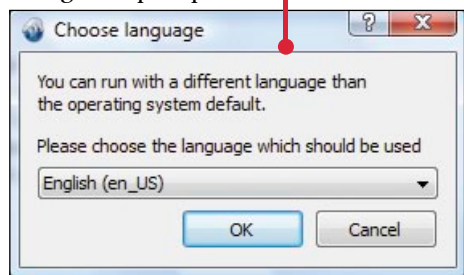 Choose language
You can run with a different language than
the operating system default.
Please choose the language which should be used
English (en_US)
OK Cancel